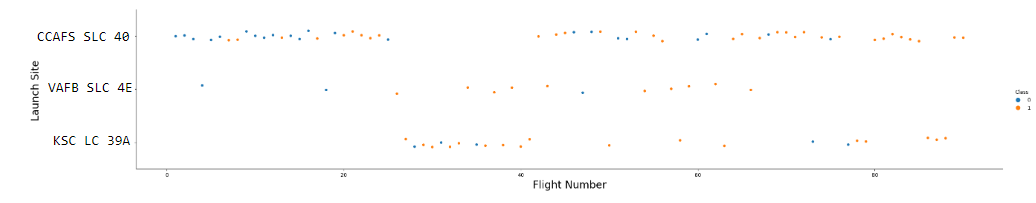 CCAFS SLC 40
VAFB SLC 4E
KSC LC 39A
Launch Site
0 20 40 60 80
Flight Number
Class
0
1